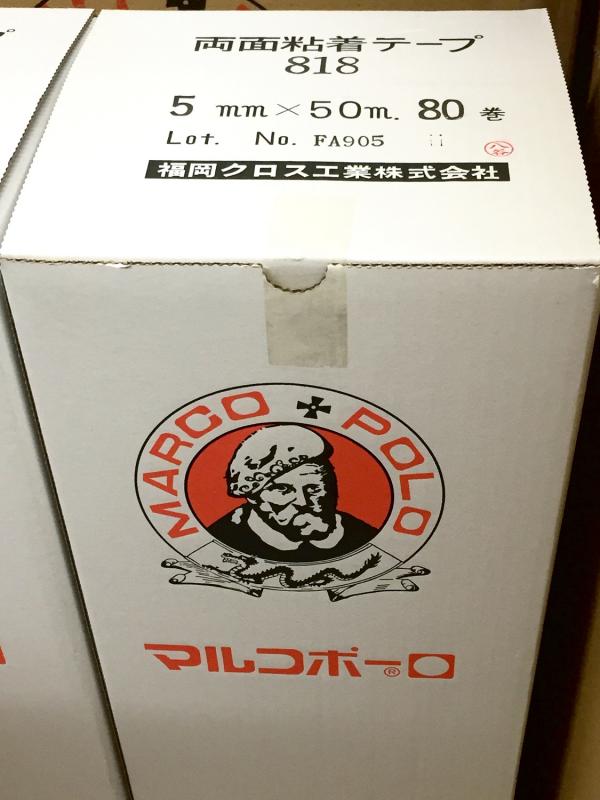 両面粘着テープ
818
5 mm×50m. 80 巻
Lot. No. FA905
福岡クロス工業株式会社
MARCO POLO
マルコポーロ®